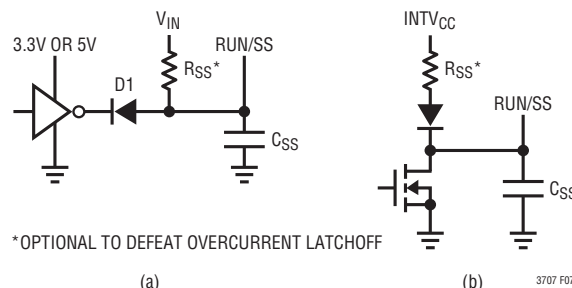 V_IN
INTV_CC
3.3V OR 5V
RUN/SS
R_SS*
D1
R_SS*
RUN/SS
C_SS
C_SS
*OPTIONAL TO DEFEAT OVERCURRENT LATCHOFF
(a)
(b)
3707 F07